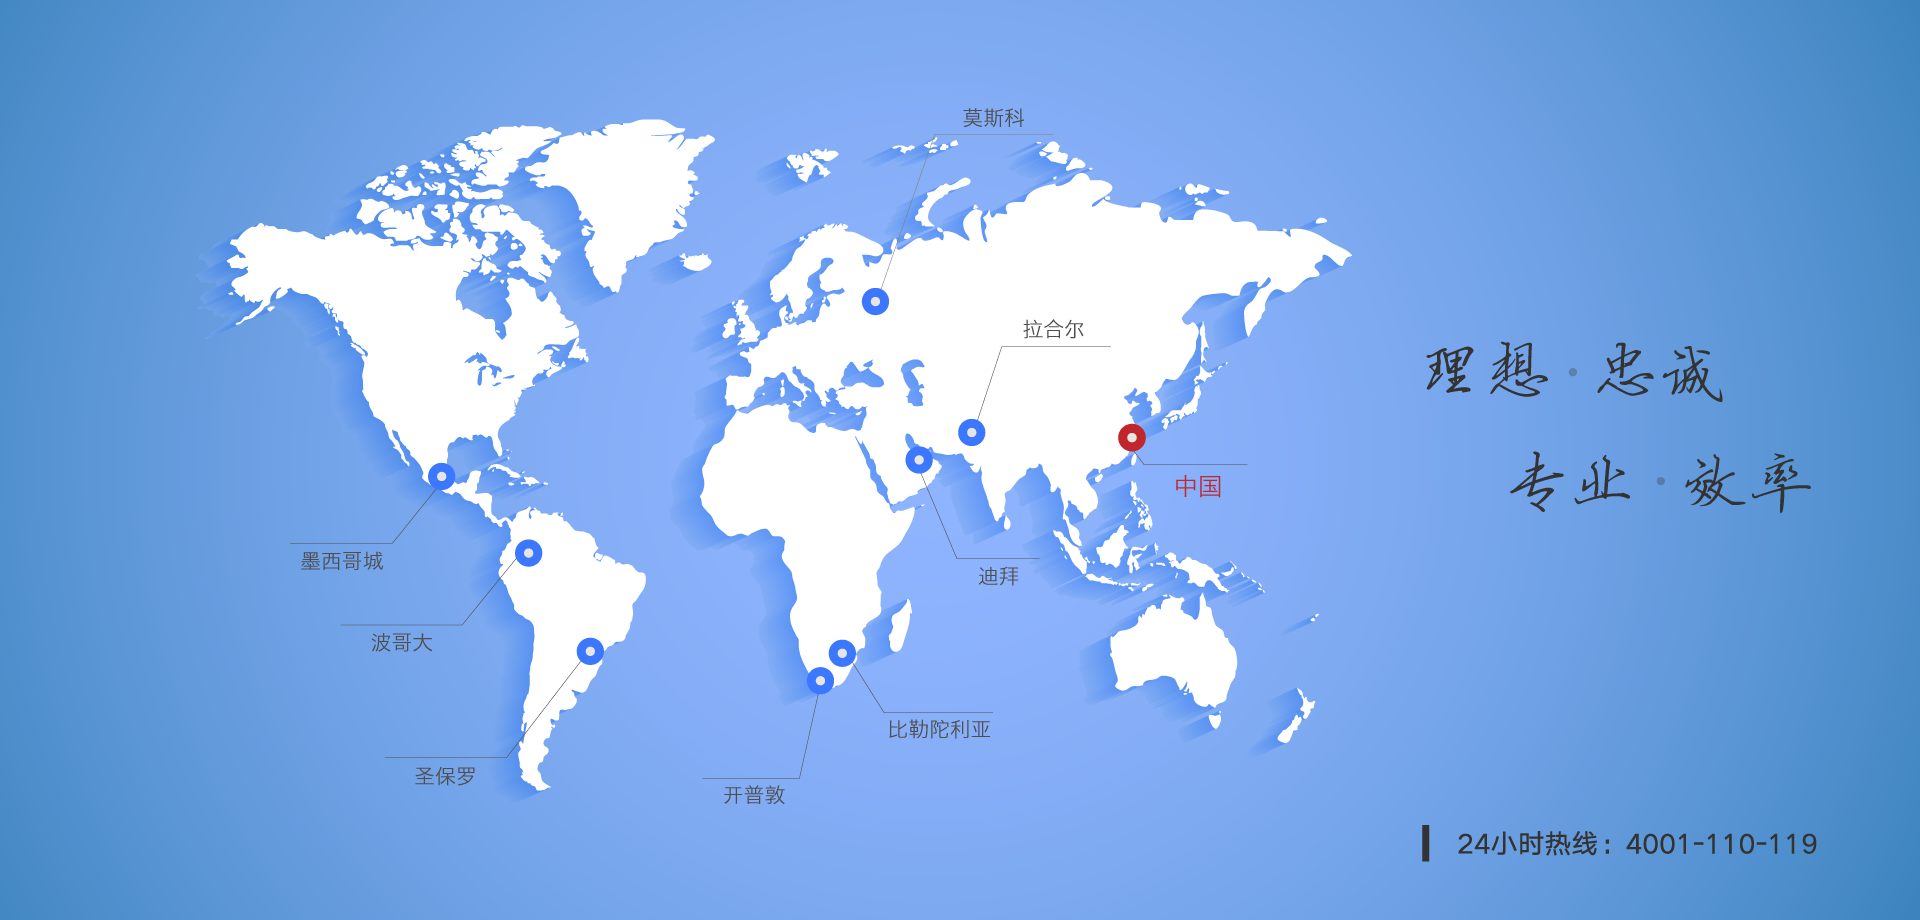 莫斯科
拉合尔
理想·忠诚
专业·效率
中国
墨西哥城
迪拜
波哥大
比勒陀利亚
圣保罗
开普敦
24小时热线：4001-110-119